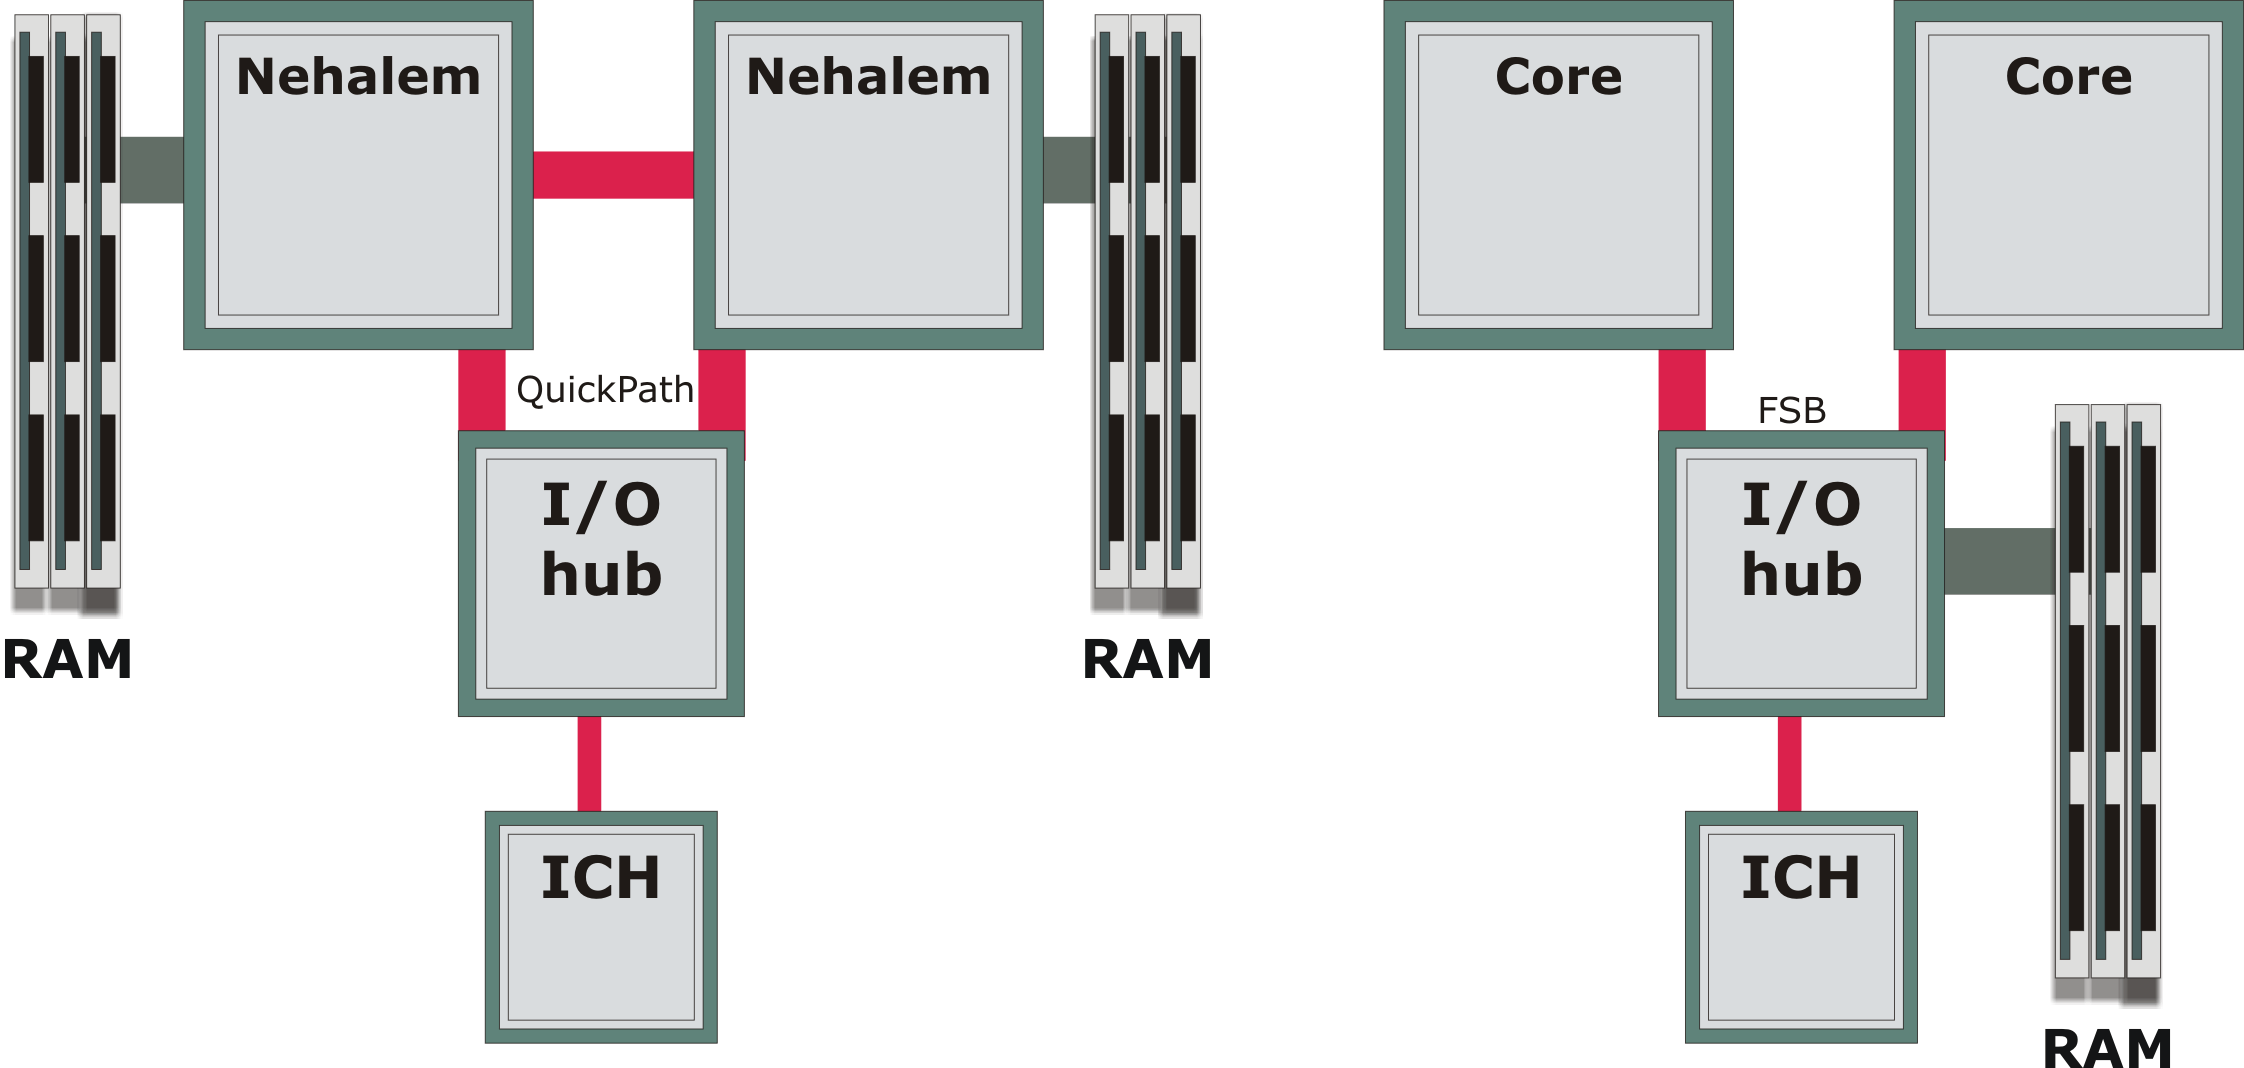 Nehalem
Nehalem
QuickPath
I/O
hub
RAM
RAM
ICH
Core
Core
FSB
I/O
hub
ICH
RAM